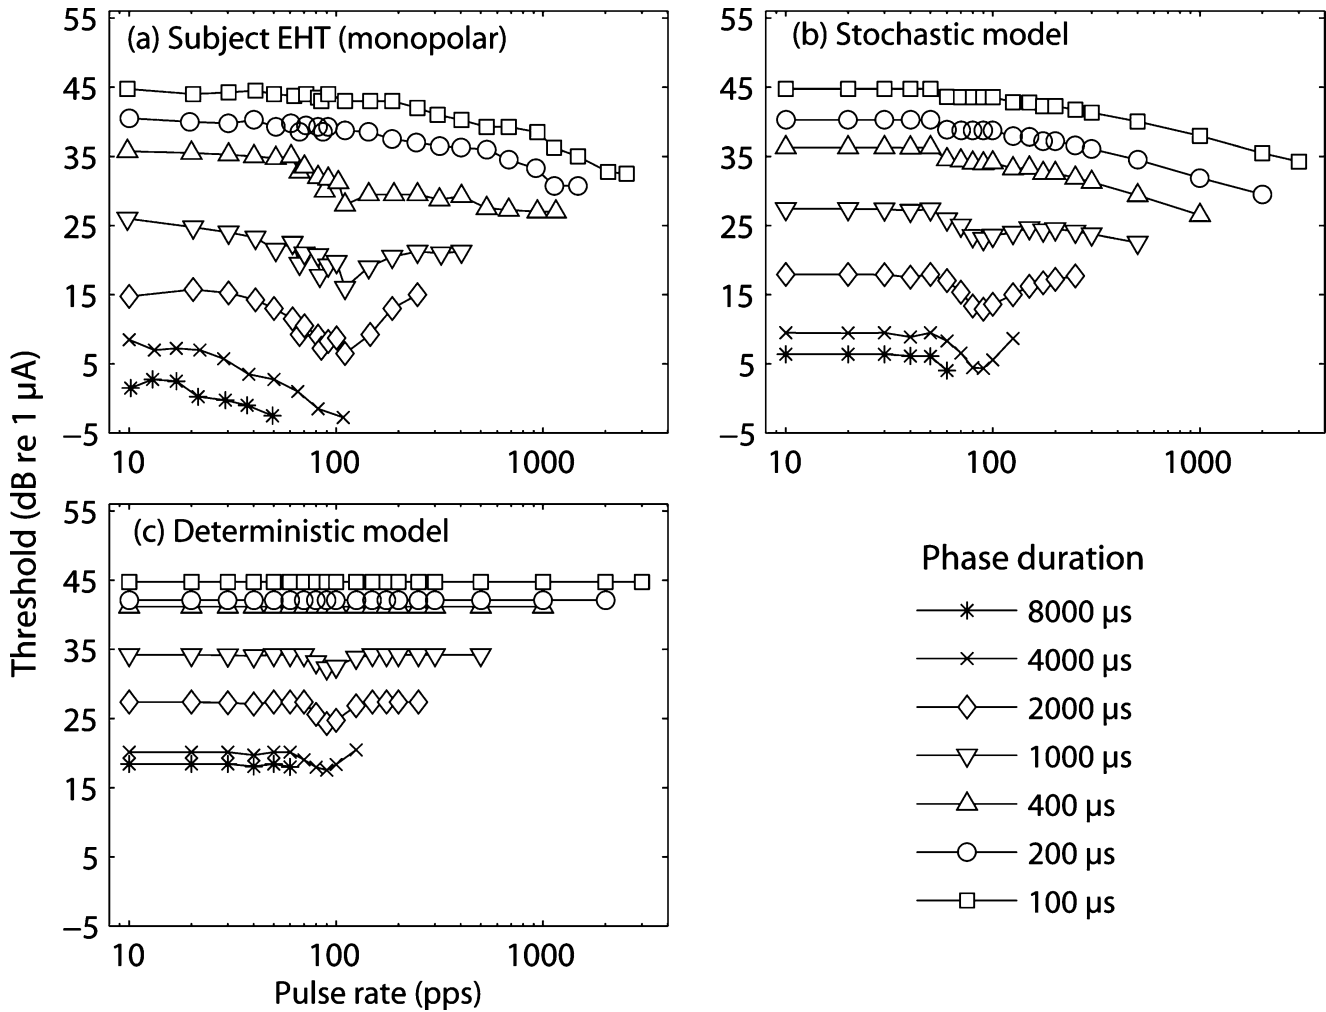 (a) Subject EHT (monopolar)
55
45
35
25
15
5
−5
10
100
1000
(b) Stochastic model
55
45
35
25
15
5
−5
10
100
1000
(c) Deterministic model
55
45
35
25
15
5
−5
10
100
1000
Threshold (dB re 1 μA)
Pulse rate (pps)
Phase duration
8000 μs
4000 μs
2000 μs
1000 μs
400 μs
200 μs
100 μs